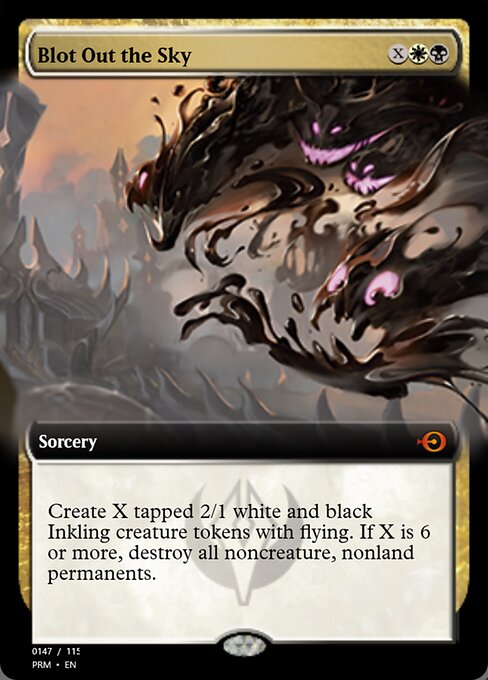 Blot Out the Sky X
Sorcery
Create X tapped 2/1 white and black
Inkling creature tokens with flying. If X is 6
or more, destroy all noncreature, nonland
permanents.
0147 / 115
PRM • EN